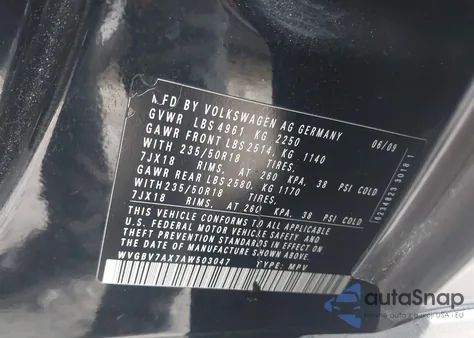 MFD BY VOLKSWAGEN AG GERMANY
GVWR LBS 4961 KG 2250 06/09
GAWR FRONT LBS 2514, KG 1140
WITH 235/50R18 TIRES,
7JX18 RIMS, AT 260 KPA, 38 PSI COLD
GAWR REAR LBS 2580, KG 1170
WITH 235/50R18 TIRES,
7JX18 RIMS, AT 260 KPA, 38 PSI COLD
THIS VEHICLE CONFORMS TO ALL APPLICABLE
U.S. FEDERAL MOTOR VEHICLE SAFETY AND
THEFT PREVENTION STANDARDS IN EFFECT ON THE
DATE OF MANUFACTURE SHOWN ABOVE.
WVGBV7AX7AW503047 TYPE: MPV
autoSnap